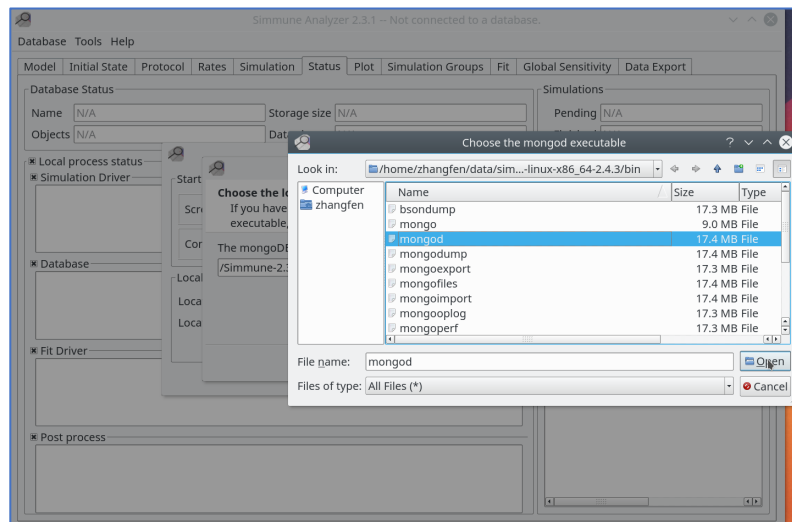 Simmune Analyzer 2.3.1 -- Not connected to a database.
Database Tools Help
Model Initial State Protocol Rates Simulation Status Plot Simulation Groups Fit Global Sensitivity Data Export
Database Status
Name N/A Storage size N/A
Objects N/A
Simulations
Pending N/A
Local process status
Simulation Driver
Database
Fit Driver
Post process
Start
Local
Choose the lo
If you have
executable,
The mongoDB
/Simmune-2.3
Choose the mongod executable
Look in: /home/zhangfen/data/sim...-linux-x86_64-2.4.3/bin
Computer
zhangfen
Name Size Type
bsondump 17.3 MB File
mongo 9.0 MB File
mongod 17.4 MB File
mongodump 17.4 MB File
mongoexport 17.3 MB File
mongofiles 17.4 MB File
mongoimport 17.4 MB File
mongooplog 17.3 MB File
mongoperf 17.3 MB File
File name: mongod Open
Files of type: All Files (*) Cancel